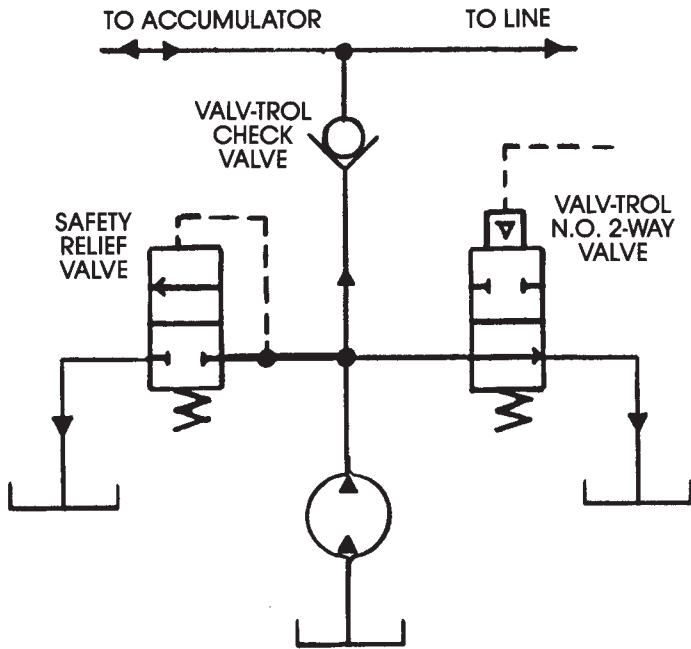 TO ACCUMULATOR
TO LINE
VALV-TROL
CHECK
VALVE
SAFETY
RELIEF
VALVE
VALV-TROL
N.O. 2-WAY
VALVE